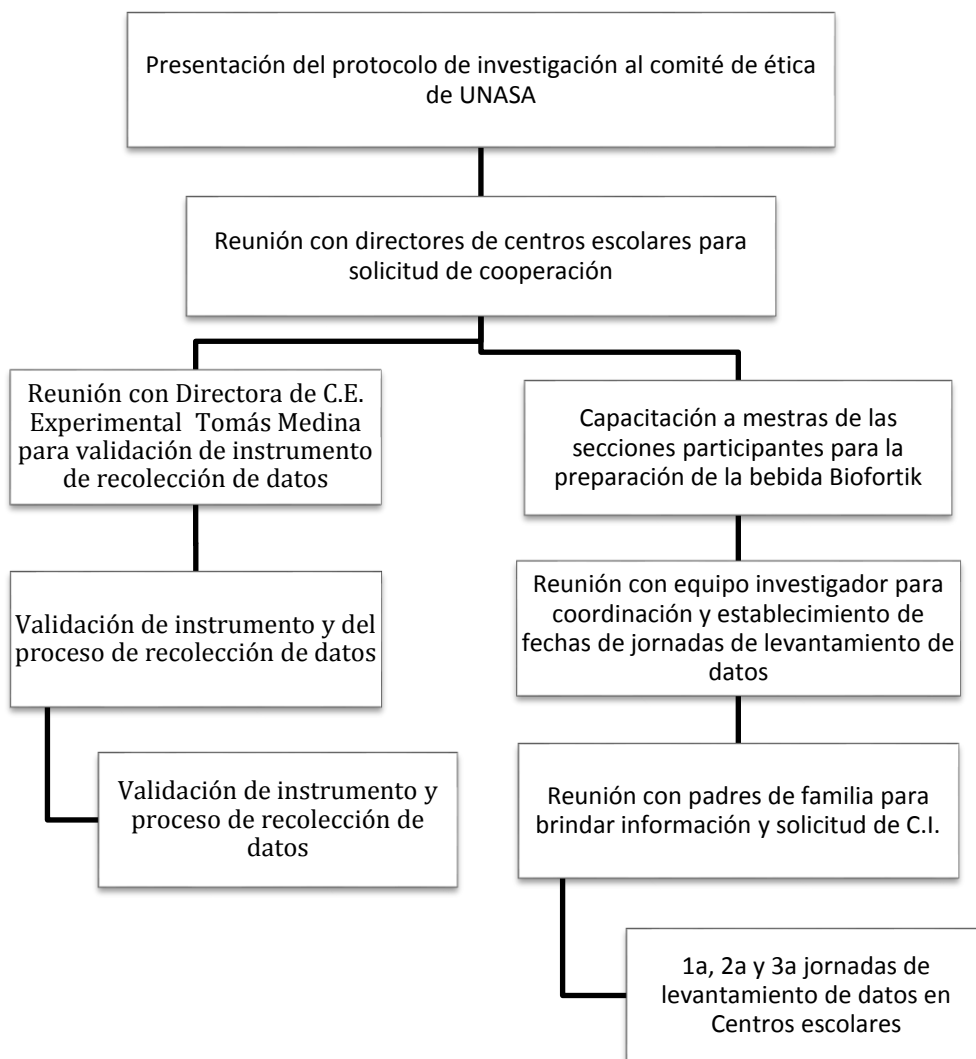 Presentación del protocolo de investigación al comité de ética
de UNASA
Reunión con directores de centros escolares para
solicitud de cooperación
Reunión con Directora de C.E.
Experimental Tomás Medina
para validación de instrumento
de recolección de datos
Capacitación a mestras de las
secciones participantes para la
preparación de la bebida Biofortik
Validación de instrumento y del
proceso de recolección de datos
Reunión con equipo investigador para
coordinación y establecimiento de
fechas de jornadas de levantamiento de
datos
Validación de instrumento y
proceso de recolección de
datos
Reunión con padres de familia para
brindar información y solicitud de C.I.
1a, 2a y 3a jornadas de
levantamiento de datos en
Centros escolares